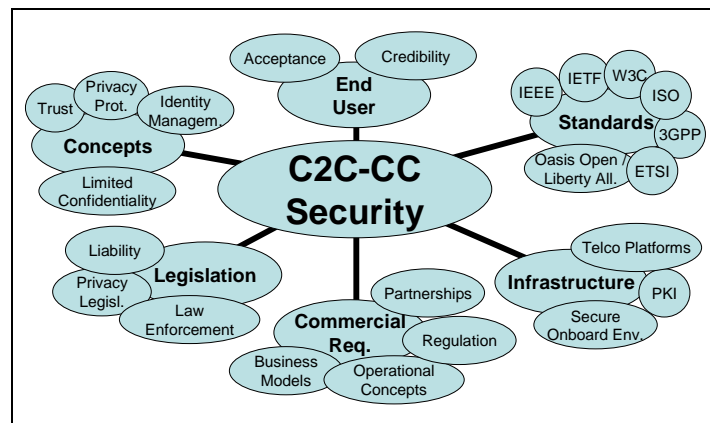 Acceptance
Credibility
End
User
Trust
Privacy
Prot.
Identity
Managem.
Concepts
Limited
Confidentiality
IEEE
IETF
W3C
ISO
3GPP
ETSI
Standards
Oasis Open /
Liberty All.
C2C-CC
Security
Liability
Legislation
Privacy
Legisl.
Law
Enforcement
Partnerships
Commercial
Req.
Regulation
Business
Models
Operational
Concepts
Telco Platforms
Infrastructure
PKI
Secure
Onboard Env.